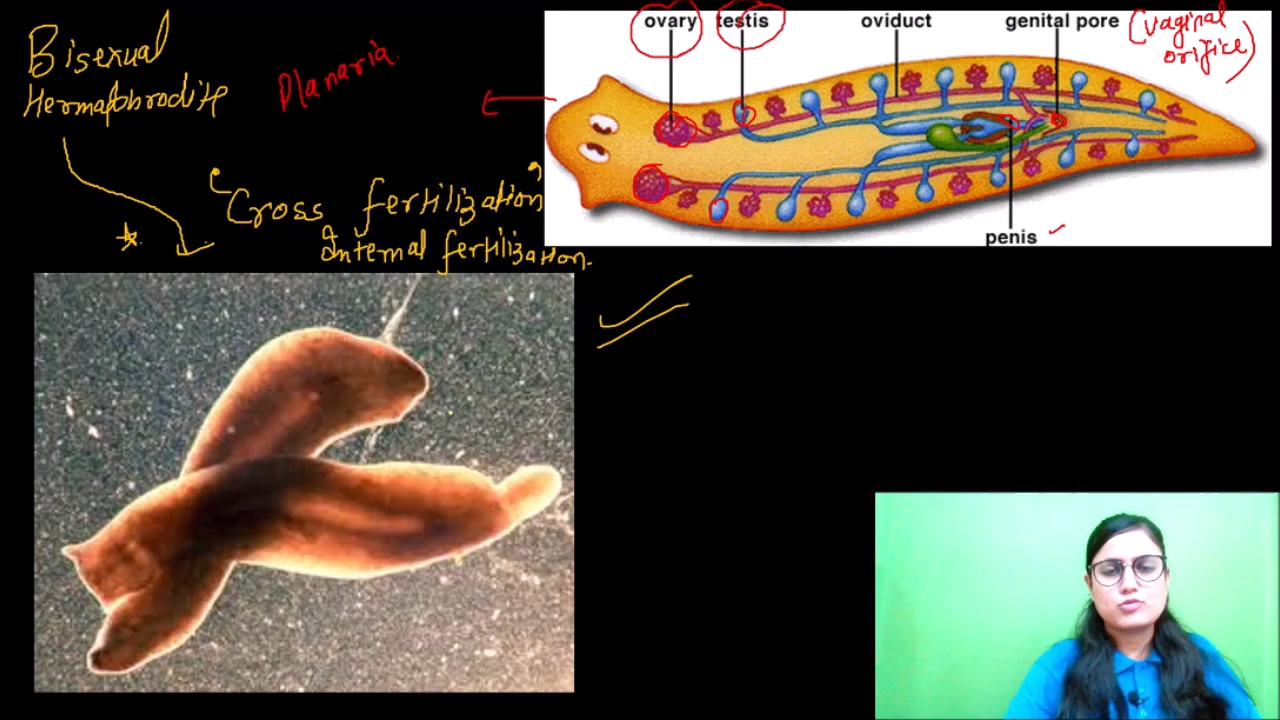 Bisexual
Hermaphrodite
Planaria.
Cross fertilization
Internal fertilization.
ovary testis oviduct genital pore
(vaginal
orifice)
penis